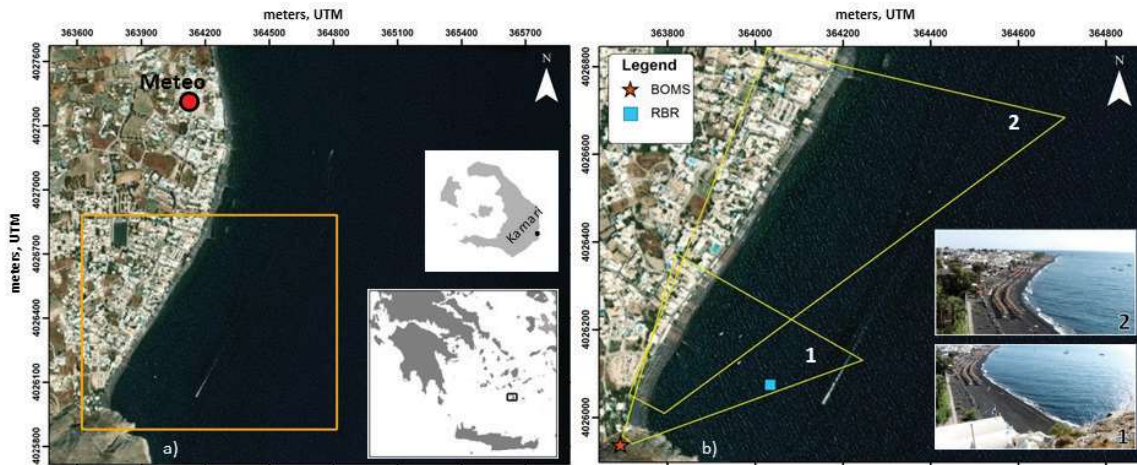 meters, UTM
363600 363900 364200 364500 364800 365100 365400 365700
meters, UTM
4027600
4027300
4027000
4026700
4026400
4026100
4025800
Meteo
N
Kamari
a)
meters, UTM
363800 364000 364200 364400 364600 364800
4026800
4026600
4026400
4026200
4026000
Legend
BOMS
RBR
N
2
1
2
1
b)